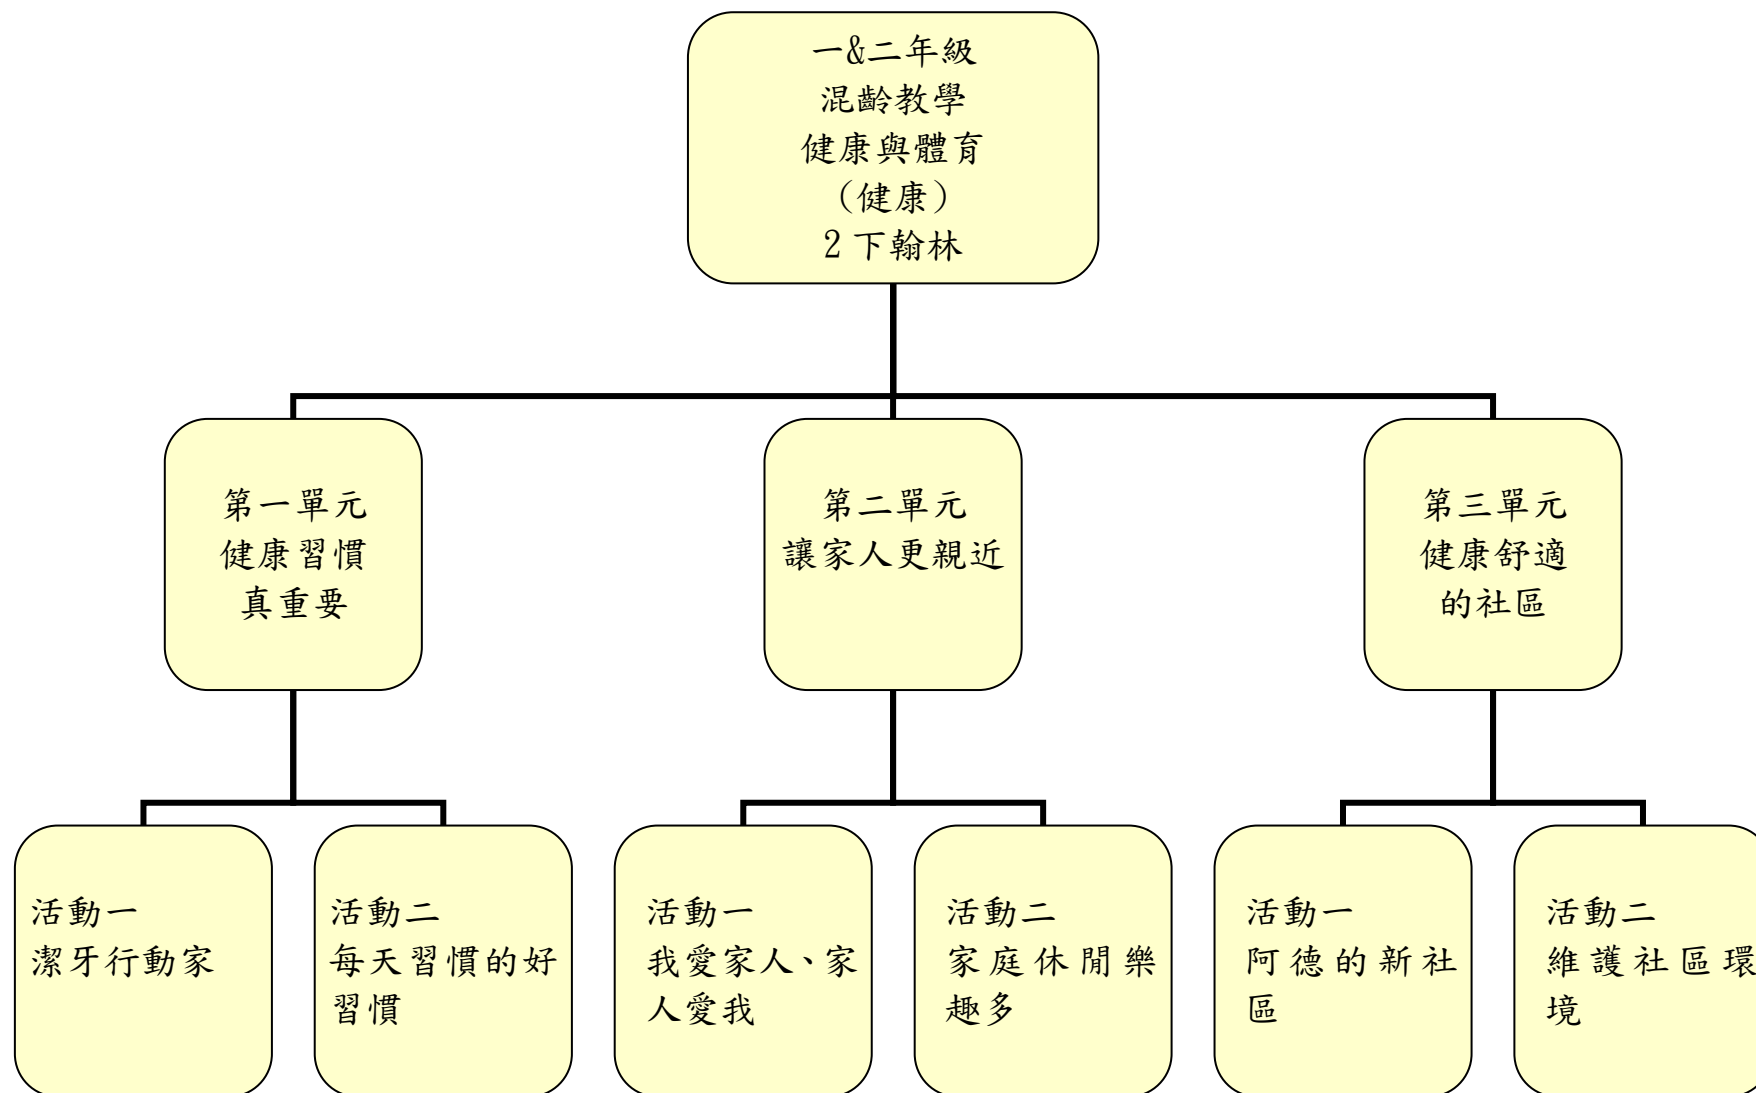 一&二年級
混齡教學
健康與體育
(健康)
2下翰林
第一單元
健康習慣
真重要
第二單元
讓家人更親近
第三單元
健康舒適
的社區
活動一
潔牙行動家
活動二
每天習慣的好
習慣
活動一
我愛家人、家
人愛我
活動二
家庭休閒樂
趣多
活動一
阿德的新社
區
活動二
維護社區環
境